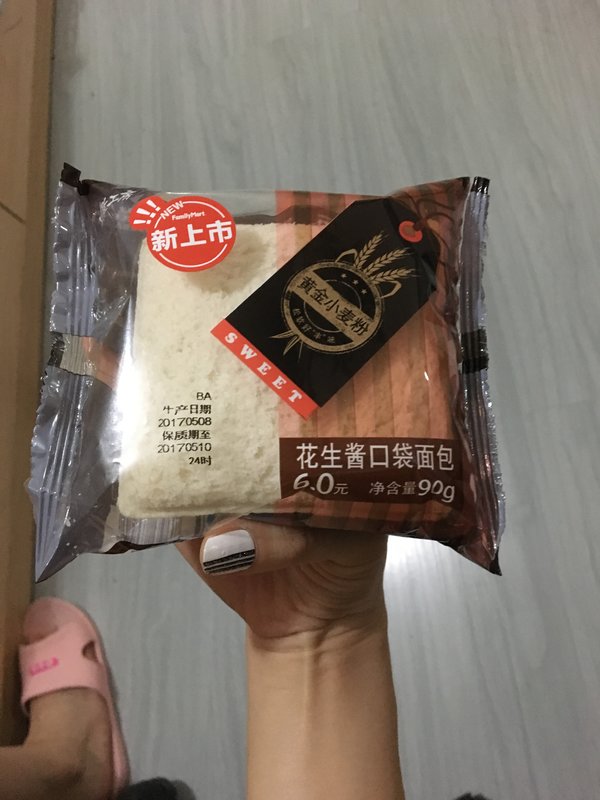 NEW
FamilyMart
新上市
黄金小麦粉
SWEET
BA
生产日期
20170508
保质期至
20170510
24时
花生酱口袋面包
6.0元 净含量90g